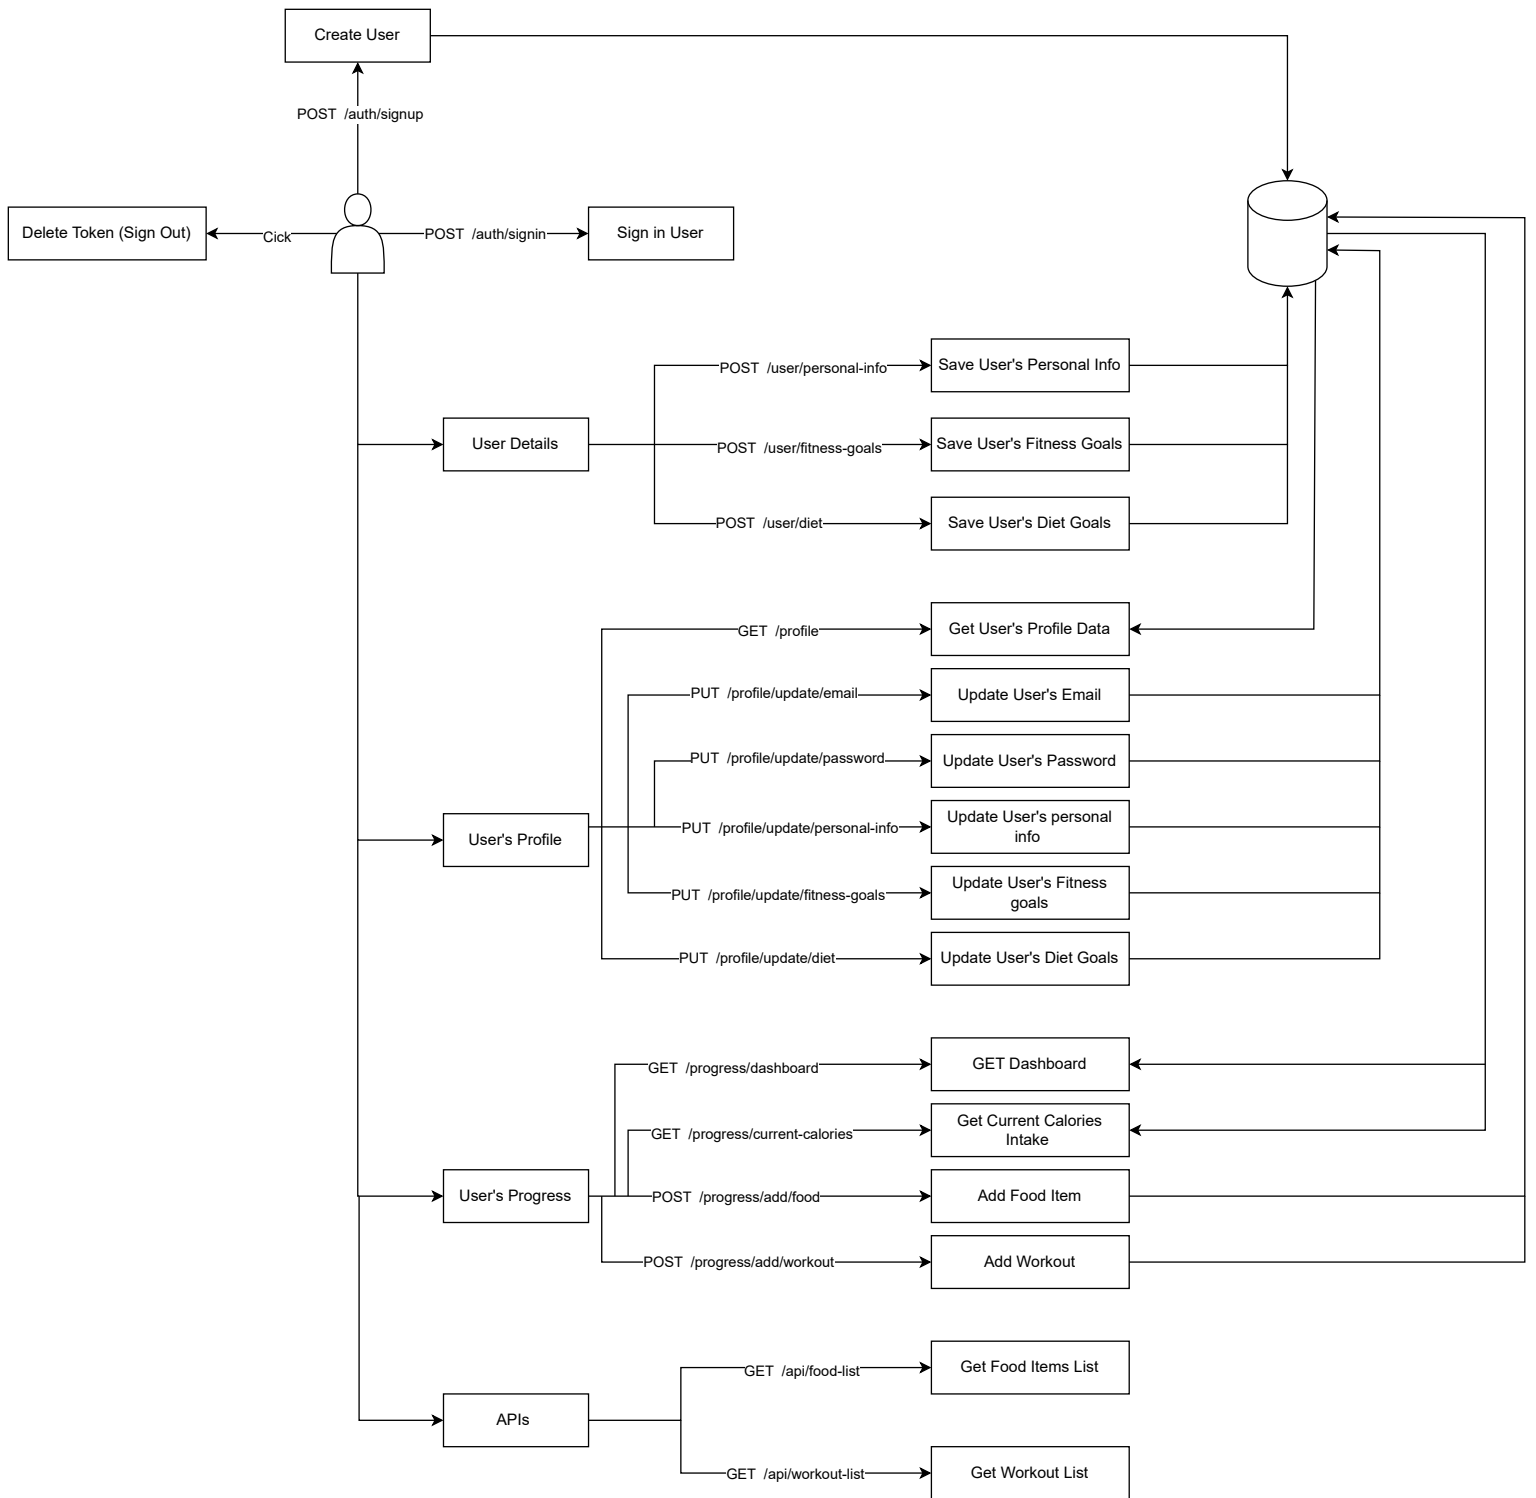 Create User
POST /auth/signup
Delete Token (Sign Out)
Cick
POST /auth/signin
Sign in User
POST /user/personal-info
Save User's Personal Info
User Details
POST /user/fitness-goals
Save User's Fitness Goals
POST /user/diet
Save User's Diet Goals
GET /profile
Get User's Profile Data
PUT /profile/update/email
Update User's Email
PUT /profile/update/password
Update User's Password
User's Profile
PUT /profile/update/personal-info
Update User's personal
info
PUT /profile/update/fitness-goals
Update User's Fitness
goals
PUT /profile/update/diet
Update User's Diet Goals
GET /progress/dashboard
GET Dashboard
GET /progress/current-calories
Get Current Calories
Intake
User's Progress
POST /progress/add/food
Add Food Item
POST /progress/add/workout
Add Workout
GET /api/food-list
Get Food Items List
APIs
GET /api/workout-list
Get Workout List